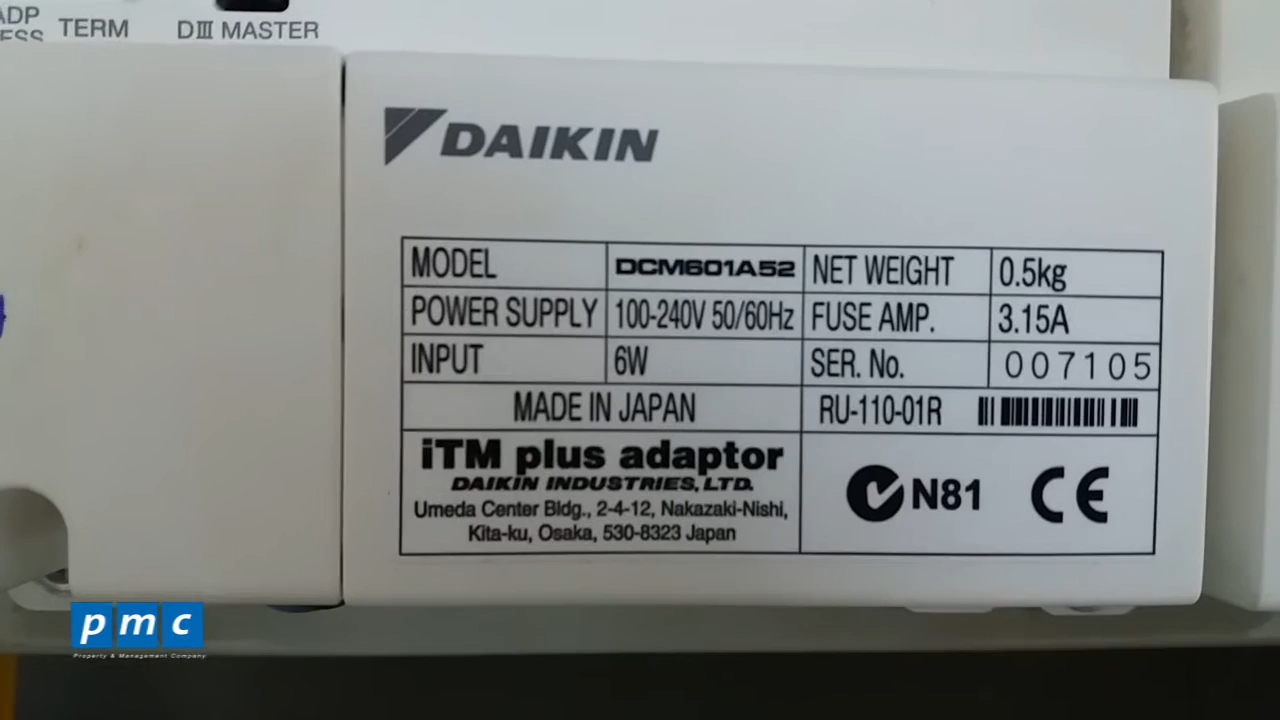 ADP TERM DIII MASTER
ESS
DAIKIN
MODEL DCM601A52 NET WEIGHT 0.5kg
POWER SUPPLY 100-240V 50/60Hz FUSE AMP. 3.15A
INPUT 6W SER. No. 007105
MADE IN JAPAN RU-110-01R
iTM plus adaptor
DAIKIN INDUSTRIES, LTD.
Umeda Center Bldg., 2-4-12, Nakazaki-Nishi,
Kita-ku, Osaka, 530-8323 Japan
N81 CE
pmc
Property & Management Company